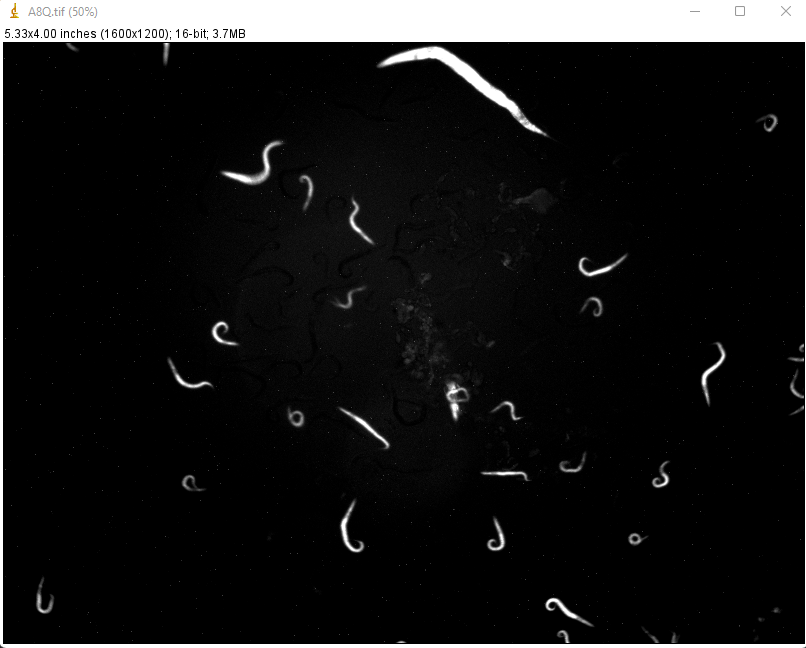 A8Q.tif (50%)
5.33x4.00 inches (1600x1200); 16-bit; 3.7MB